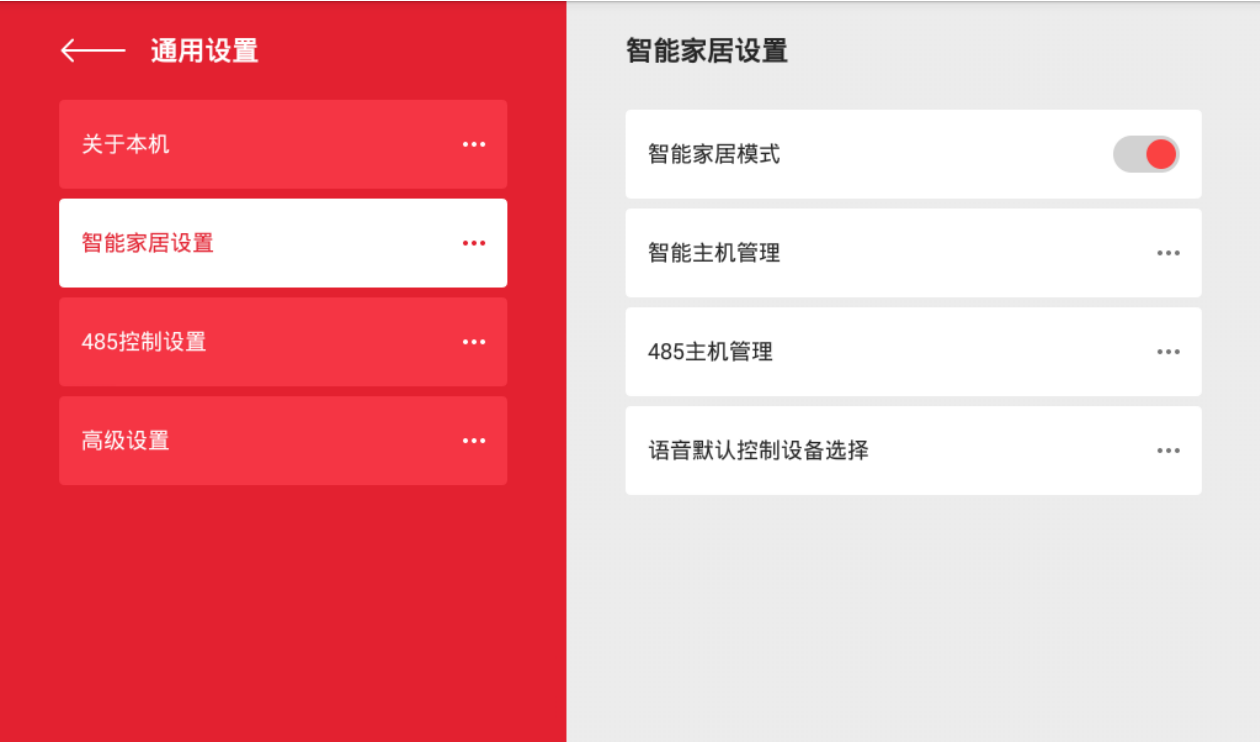 通用设置
关于本机
智能家居设置
485控制设置
高级设置
智能家居设置
智能家居模式
智能主机管理
485主机管理
语音默认控制设备选择